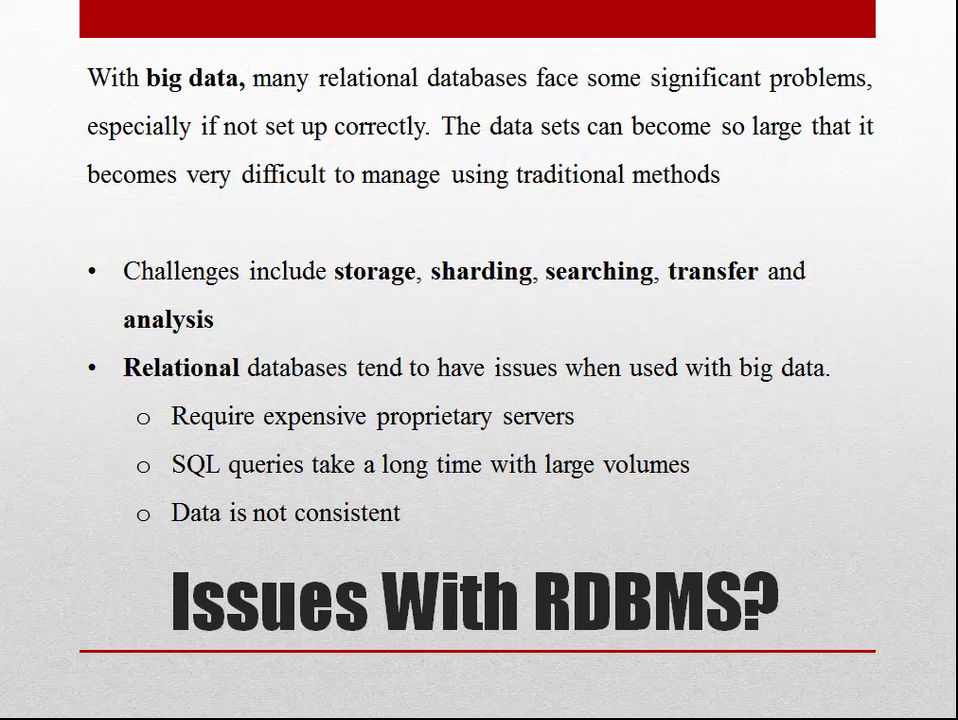 With big data, many relational databases face some significant problems,
especially if not set up correctly. The data sets can become so large that it
becomes very difficult to manage using traditional methods
• Challenges include storage, sharding, searching, transfer and
analysis
• Relational databases tend to have issues when used with big data.
o Require expensive proprietary servers
o SQL queries take a long time with large volumes
o Data is not consistent
Issues With RDBMS?